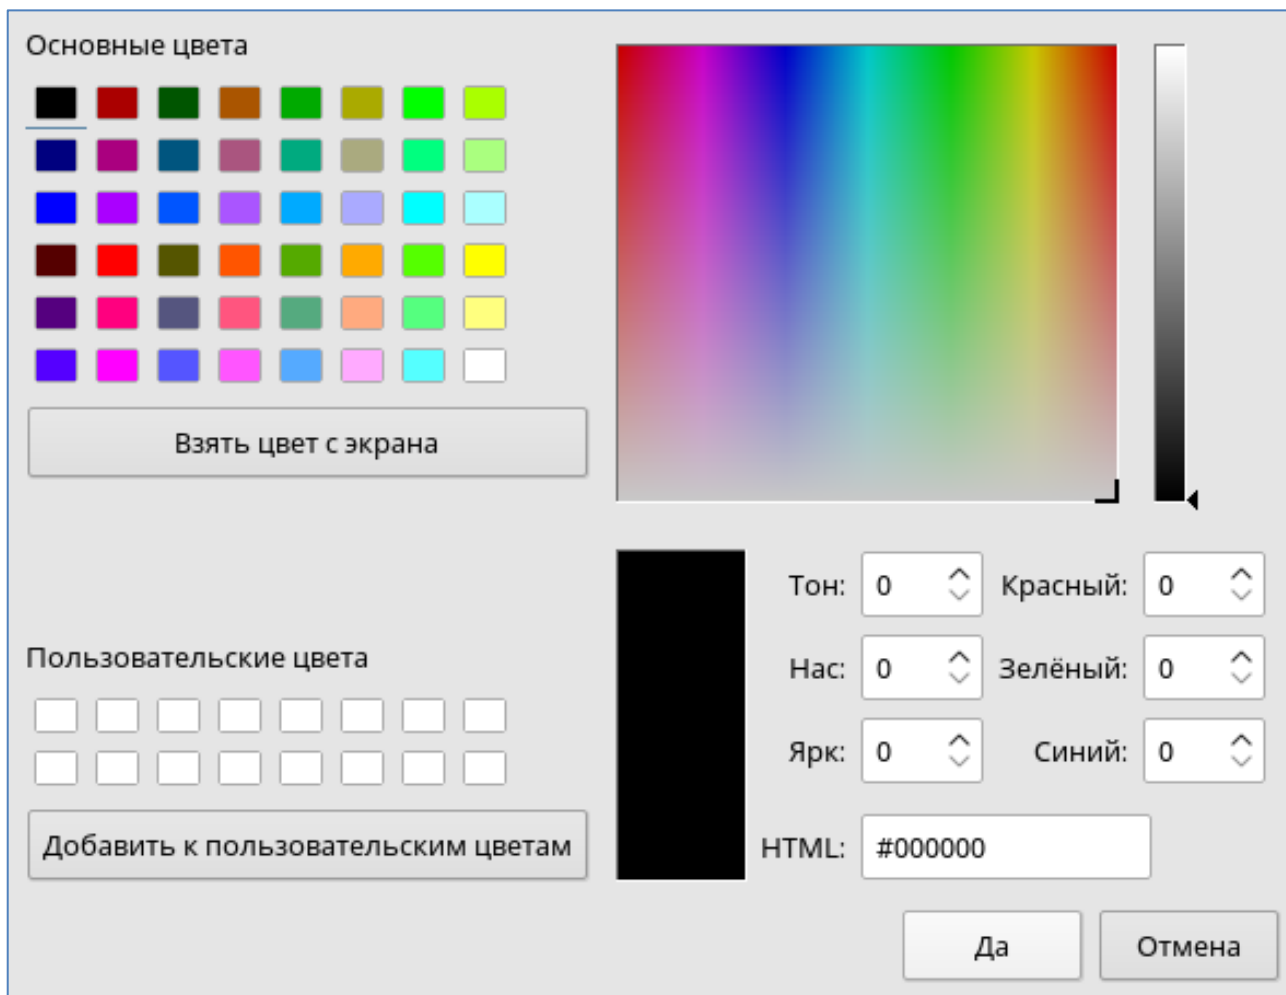 Основные цвета
Взять цвет с экрана
Тон: 0 Красный: 0
Пользовательские цвета
Нас: 0 Зелёный: 0
Ярк: 0 Синий: 0
Добавить к пользовательским цветам
HTML: #000000
Да Отмена